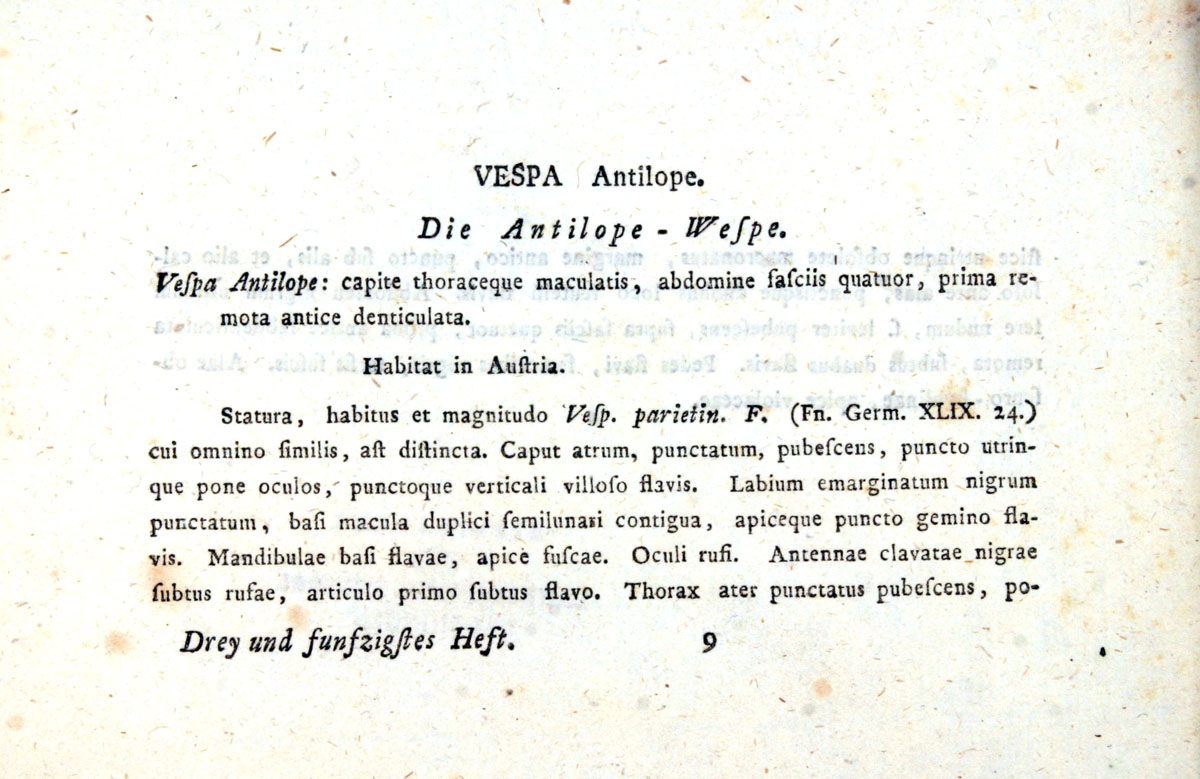 VESPA Antilope.
Die Antilope - Weſpe.
Veſpa Antilope: capite thoraceque maculatis, abdomine faſciis quatuor, prima re-
mota antice denticulata.
Habitat in Auſtria.
Statura, habitus et magnitudo Veſp. parietin. F. (Fn. Germ. XLIX. 24.)
cui omnino ſimilis, aſt diſtincta. Caput atrum, punctatum, pubeſcens, puncto utrin-
que pone oculos, punctoque verticali villoſo flavis. Labium emarginatum nigrum
punctatum, baſi macula duplici ſemilunari contigua, apiceque puncto gemino fla-
vis. Mandibulae baſi flavae, apice fuſcae. Oculi rufi. Antennae clavatae nigrae
ſubtus rufae, articulo primo ſubtus flavo. Thorax ater punctatus pubeſcens, po-
Drey und funfzigſtes Heft. 9